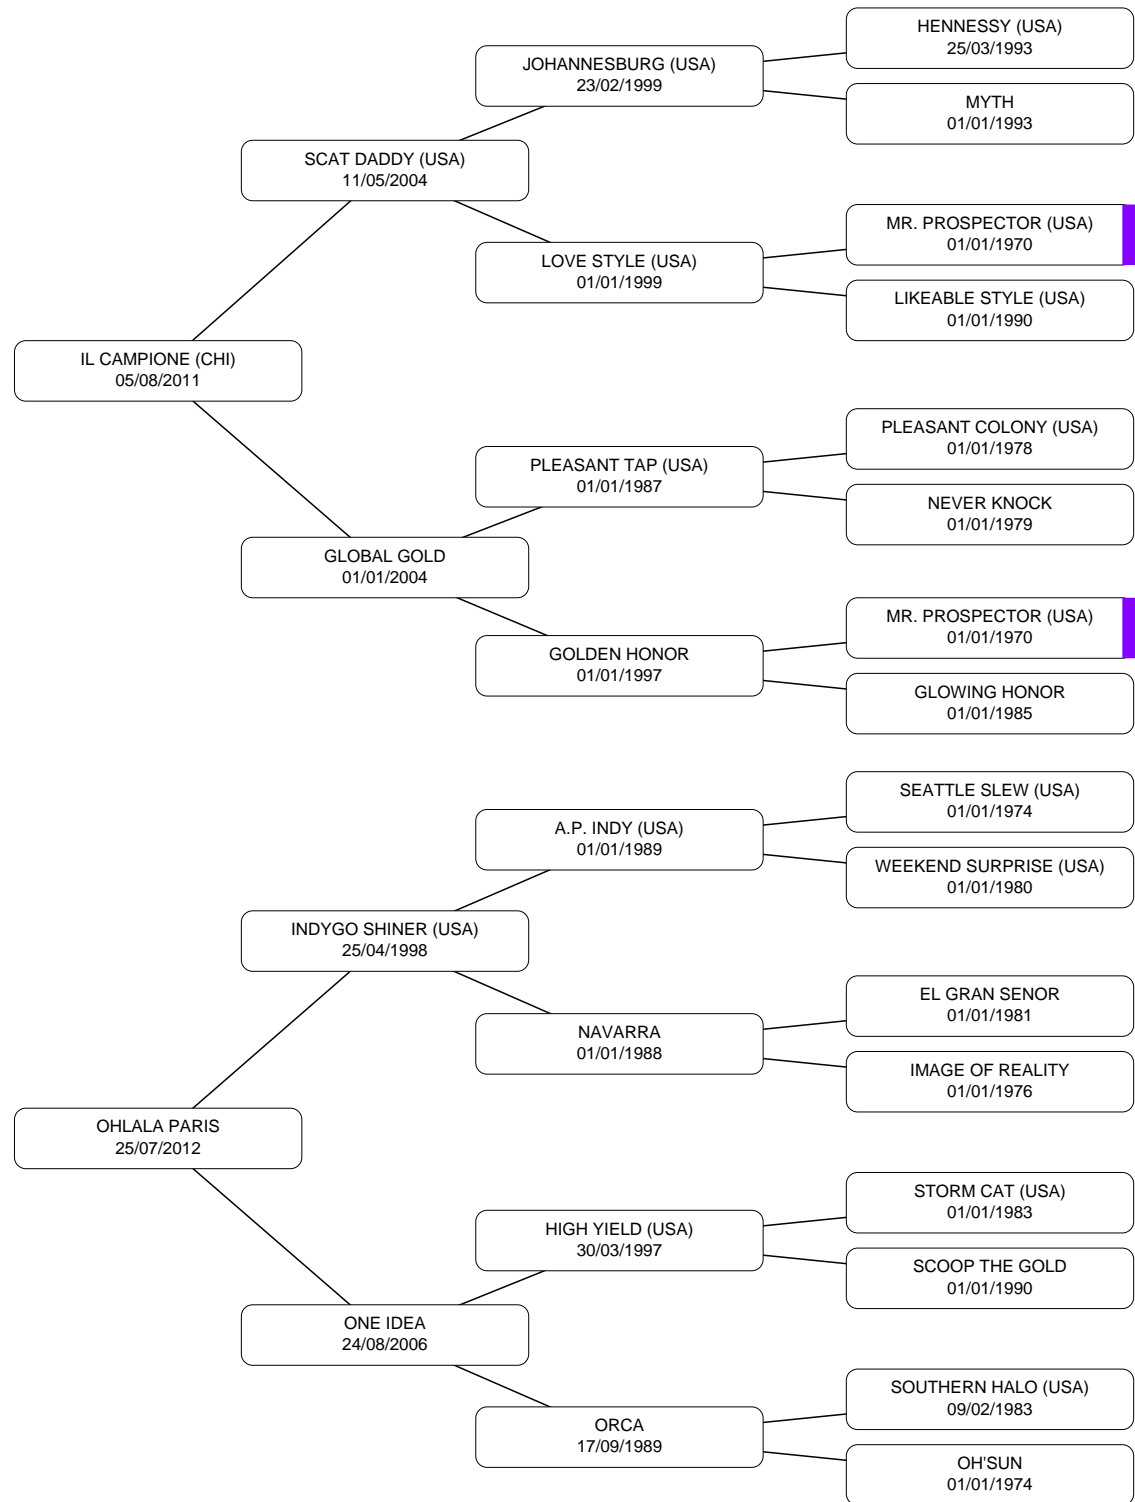 HENNESSY (USA)
25/03/1993
JOHANNESBURG (USA)
23/02/1999
MYTH
01/01/1993
SCAT DADDY (USA)
11/05/2004
MR. PROSPECTOR (USA)
01/01/1970
LOVE STYLE (USA)
01/01/1999
LIKEABLE STYLE (USA)
01/01/1990
IL CAMPIONE (CHI)
05/08/2011
PLEASANT COLONY (USA)
01/01/1978
PLEASANT TAP (USA)
01/01/1987
NEVER KNOCK
01/01/1979
GLOBAL GOLD
01/01/2004
MR. PROSPECTOR (USA)
01/01/1970
GOLDEN HONOR
01/01/1997
GLOWING HONOR
01/01/1985
SEATTLE SLEW (USA)
01/01/1974
A.P. INDY (USA)
01/01/1989
WEEKEND SURPRISE (USA)
01/01/1980
INDYGO SHINER (USA)
25/04/1998
EL GRAN SENOR
01/01/1981
NAVARRA
01/01/1988
IMAGE OF REALITY
01/01/1976
OHLALA PARIS
25/07/2012
STORM CAT (USA)
01/01/1983
HIGH YIELD (USA)
30/03/1997
SCOOP THE GOLD
01/01/1990
ONE IDEA
24/08/2006
SOUTHERN HALO (USA)
09/02/1983
ORCA
17/09/1989
OH'SUN
01/01/1974